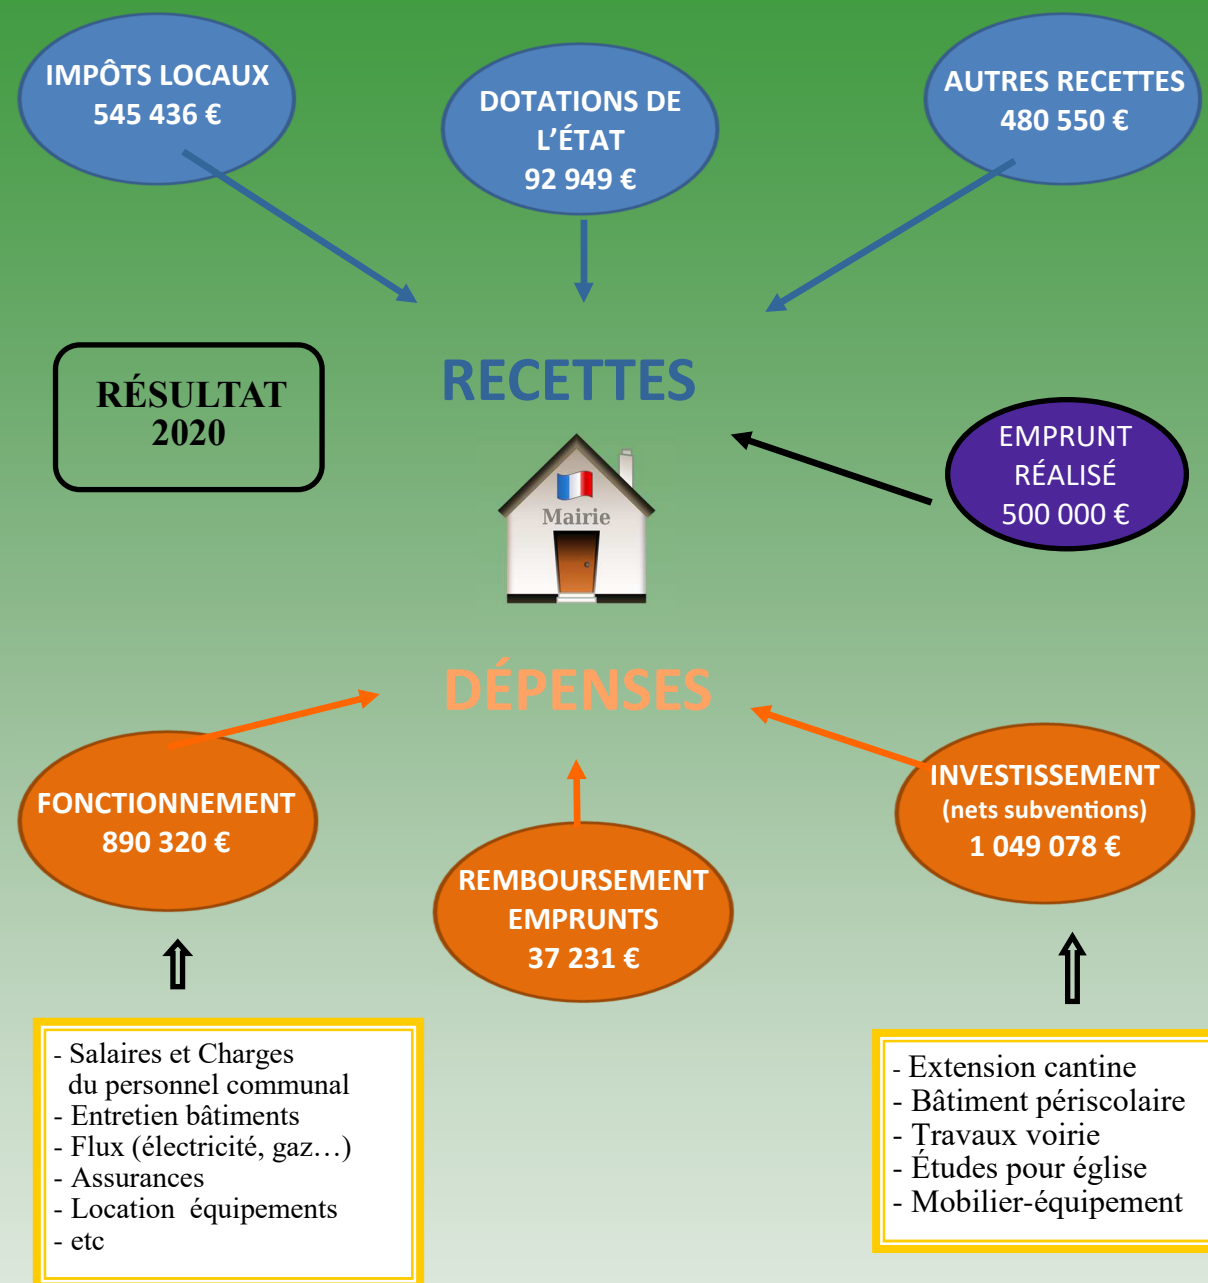 IMPÔTS LOCAUX
545 436 €
DOTATIONS DE
L’ÉTAT
92 949 €
AUTRES RECETTES
480 550 €
RECETTES
RÉSULTAT
2020
EMPRUNT
RÉALISÉ
500 000 €
Mairie
DÉPENSES
FONCTIONNEMENT
890 320 €
REMBOURSEMENT
EMPRUNTS
37 231 €
INVESTISSEMENT
(nets subventions)
1 049 078 €
- Salaires et Charges
du personnel communal
- Entretien bâtiments
- Flux (électricité, gaz…)
- Assurances
- Location équipements
- etc
- Extension cantine
- Bâtiment périscolaire
- Travaux voirie
- Études pour église
- Mobilier-équipement